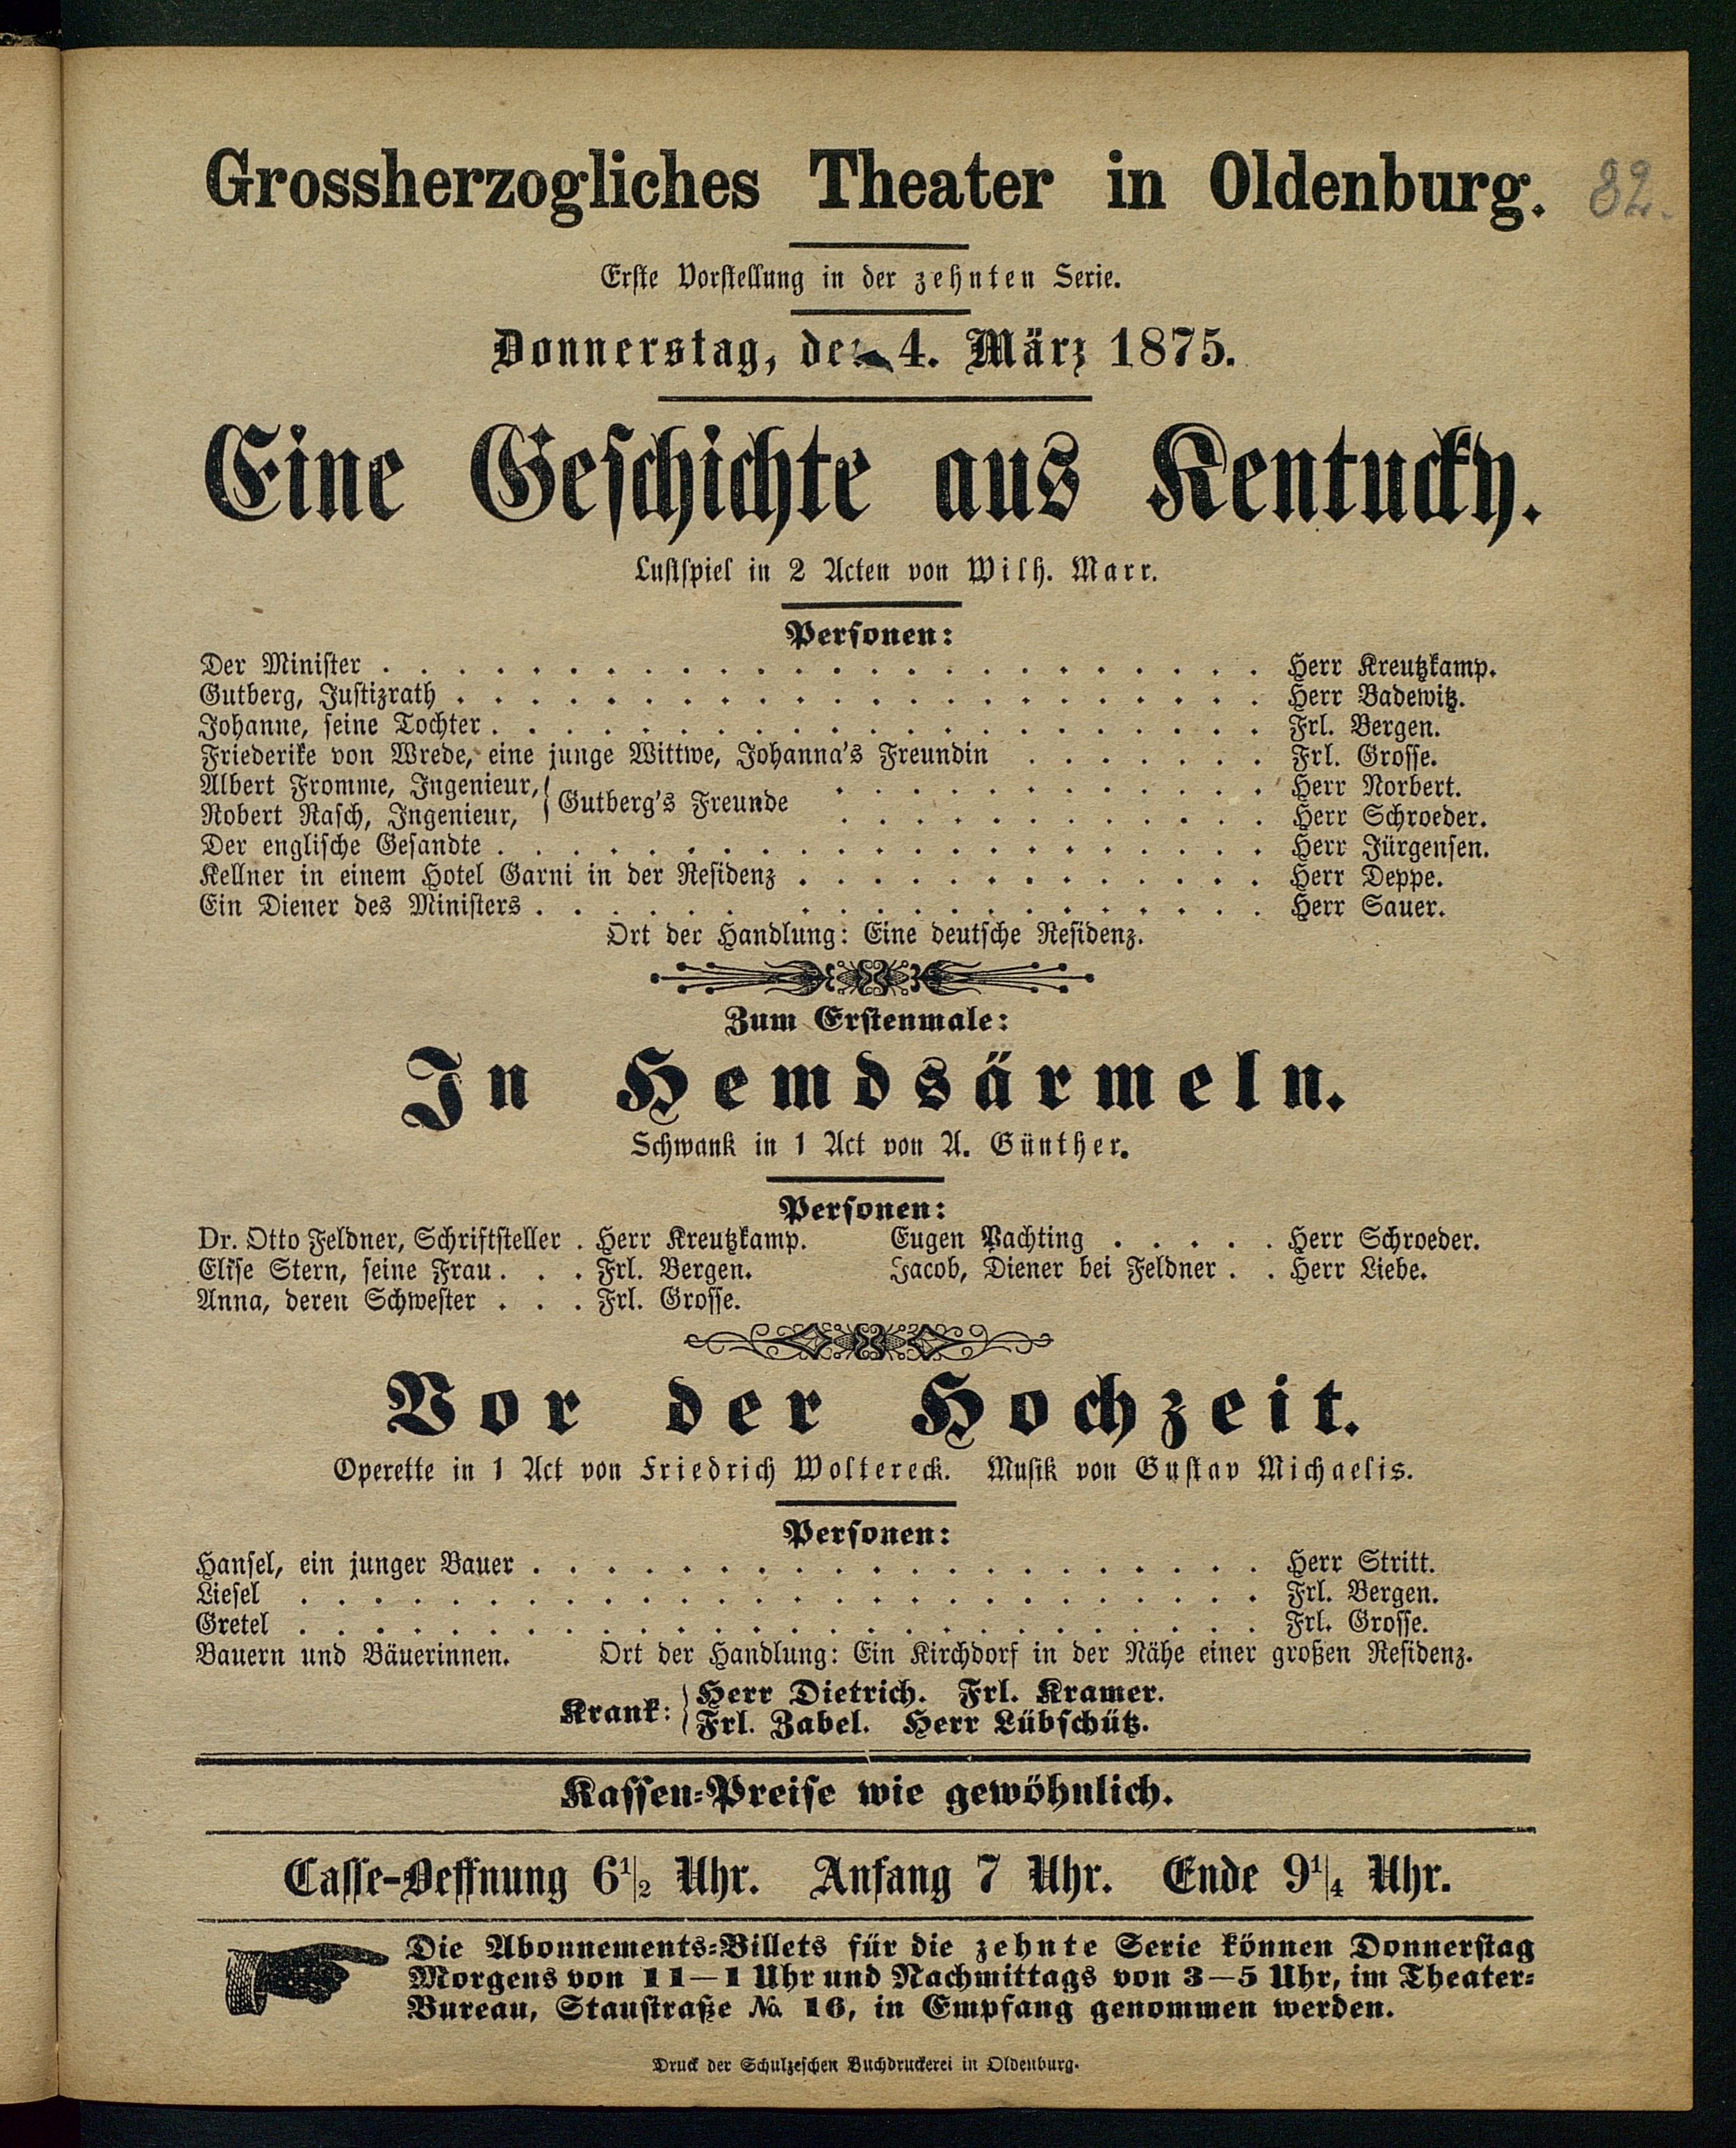 Grossherzogliches Theater in Oldenburg.
82.
Erste Vorstellung in der zehnten Serie.
Donnerstag, den 4. März 1875.
Eine Geschichte aus Kentucky.
Lustspiel in 2 Acten von Wilh. Marr.
Personen:
Der Minister . . . . . . . . . . . . . . . . . . . . . . . . Herr Kreutzkamp.
Gutberg, Justizrath . . . . . . . . . . . . . . . . . . . . . . Herr Badewitz.
Johanne, seine Tochter . . . . . . . . . . . . . . . . . . . . . Frl. Bergen.
Friederike von Wrede, eine junge Wittwe, Johanna's Freundin . . . . . . . Frl. Grosse.
Albert Fromme, Ingenieur, . . . . . . . . . . . . Herr Norbert.
Gutberg's Freunde
Robert Rasch, Ingenieur, . . . . . . . . . . . . Herr Schroeder.
Der englische Gesandte . . . . . . . . . . . . . . . . . . . . . Herr Jürgensen.
Kellner in einem Hotel Garni in der Residenz . . . . . . . . . . . . . Herr Deppe.
Ein Diener des Ministers . . . . . . . . . . . . . . . . . . . . Herr Sauer.
Ort der Handlung: Eine deutsche Residenz.
Zum Erstenmale:
In Hemdsärmeln.
Schwank in 1 Act von A. Günther.
Personen:
Dr. Otto Feldner, Schriftsteller . Herr Kreutzkamp. Eugen Yachting . . . . . Herr Schroeder.
Elise Stern, seine Frau . . . Frl. Bergen. Jacob, Diener bei Feldner . . Herr Liebe.
Anna, deren Schwester . . . Frl. Grosse.
Vor der Hochzeit.
Operette in 1 Act von Friedrich Woltereck. Musik von Gustav Michaelis.
Personen:
Hansel, ein junger Bauer . . . . . . . . . . . . . . . . . . . . Herr Stritt.
Liesel . . . . . . . . . . . . . . . . . . . . . . . . . . Frl. Bergen.
Gretel . . . . . . . . . . . . . . . . . . . . . . . . . . Frl. Grosse.
Bauern und Bäuerinnen. Ort der Handlung: Ein Kirchdorf in der Nähe einer großen Residenz.
Krank: Herr Dietrich. Frl. Kramer.
Frl. Zabel. Herr Lübschütz.
Kassen-Preise wie gewöhnlich.
Casse-Oeffnung 6 1/2 Uhr. Anfang 7 Uhr. Ende 9 1/4 Uhr.
Die Abonnements-Billets für die zehnte Serie können Donnerstag
Morgens von 11—1 Uhr und Nachmittags von 3—5 Uhr, im Theater-
Bureau, Staustraße No. 16, in Empfang genommen werden.
Druck der Schulzeschen Buchdruckerei in Oldenburg.